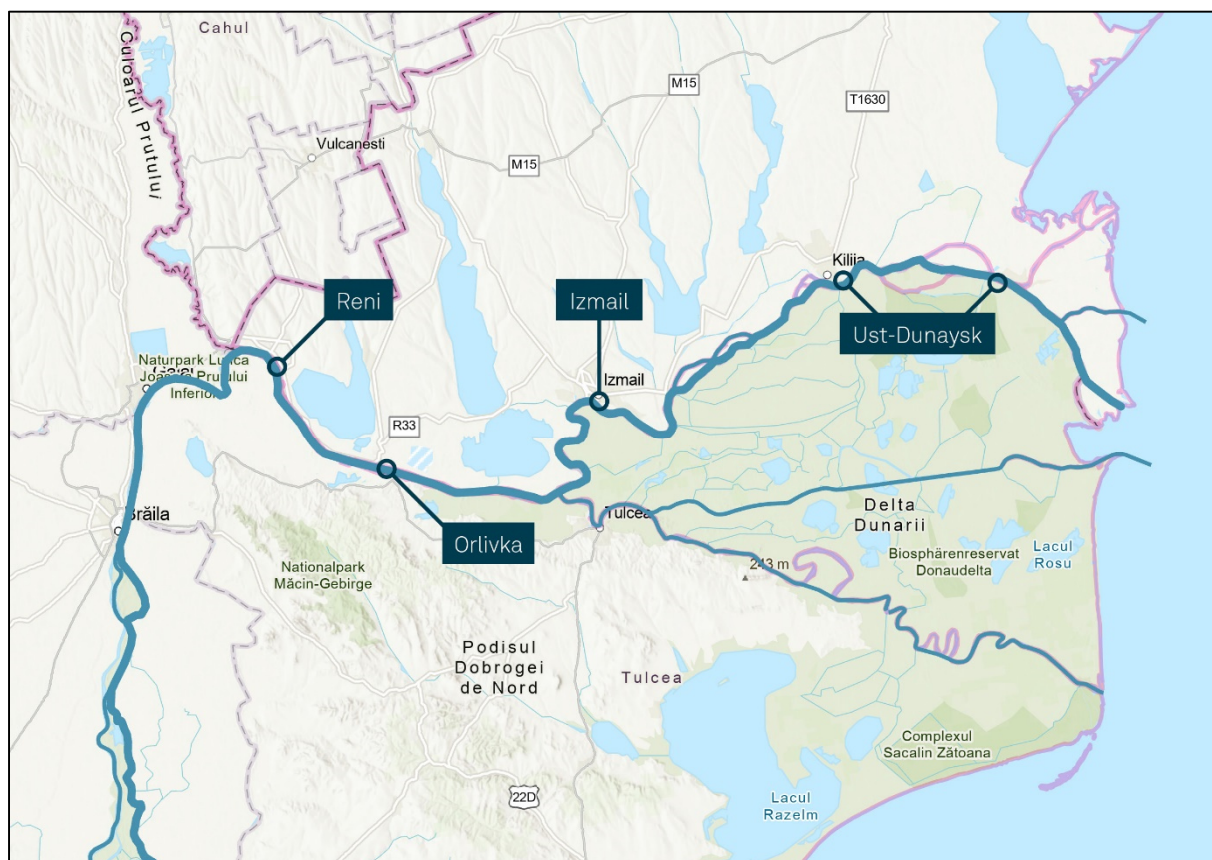 Cahul
Culoarul Prutului
M15
T1630
Vulcanesti
M15
Kilija
Reni
Izmail
Ust-Dunaysk
Naturpark Lunca
Joasa a Prutului
Inferior
Izmail
R33
Brăila
Orlivka
Tulcea
Delta
Dunarii
Nationalpark
Măcin-Gebirge
243 m
Biosphärenreservat
Donaudelta
Lacul
Rosu
Podisul
Dobrogei
de Nord
Tulcea
Complexul
Sacalin Zătoana
22D
Lacul
Razelm